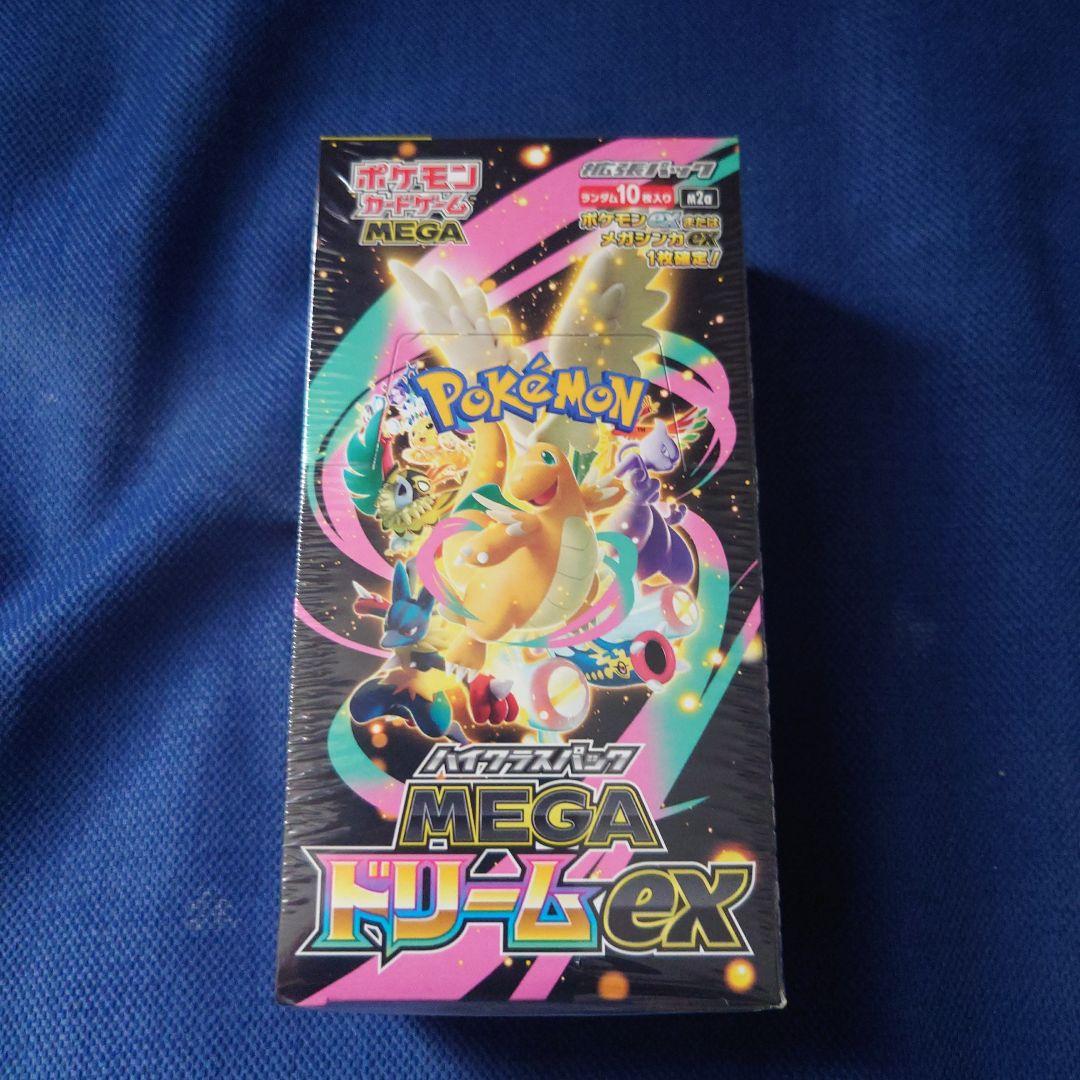 ポケモン
カードゲーム
MEGA
拡張パック
ランダム10枚入り m2a
ポケモンexまたは
メガシンカex
1枚確定!
POKÉMON
TM
ハイクラスパック
MEGA
ドリームex